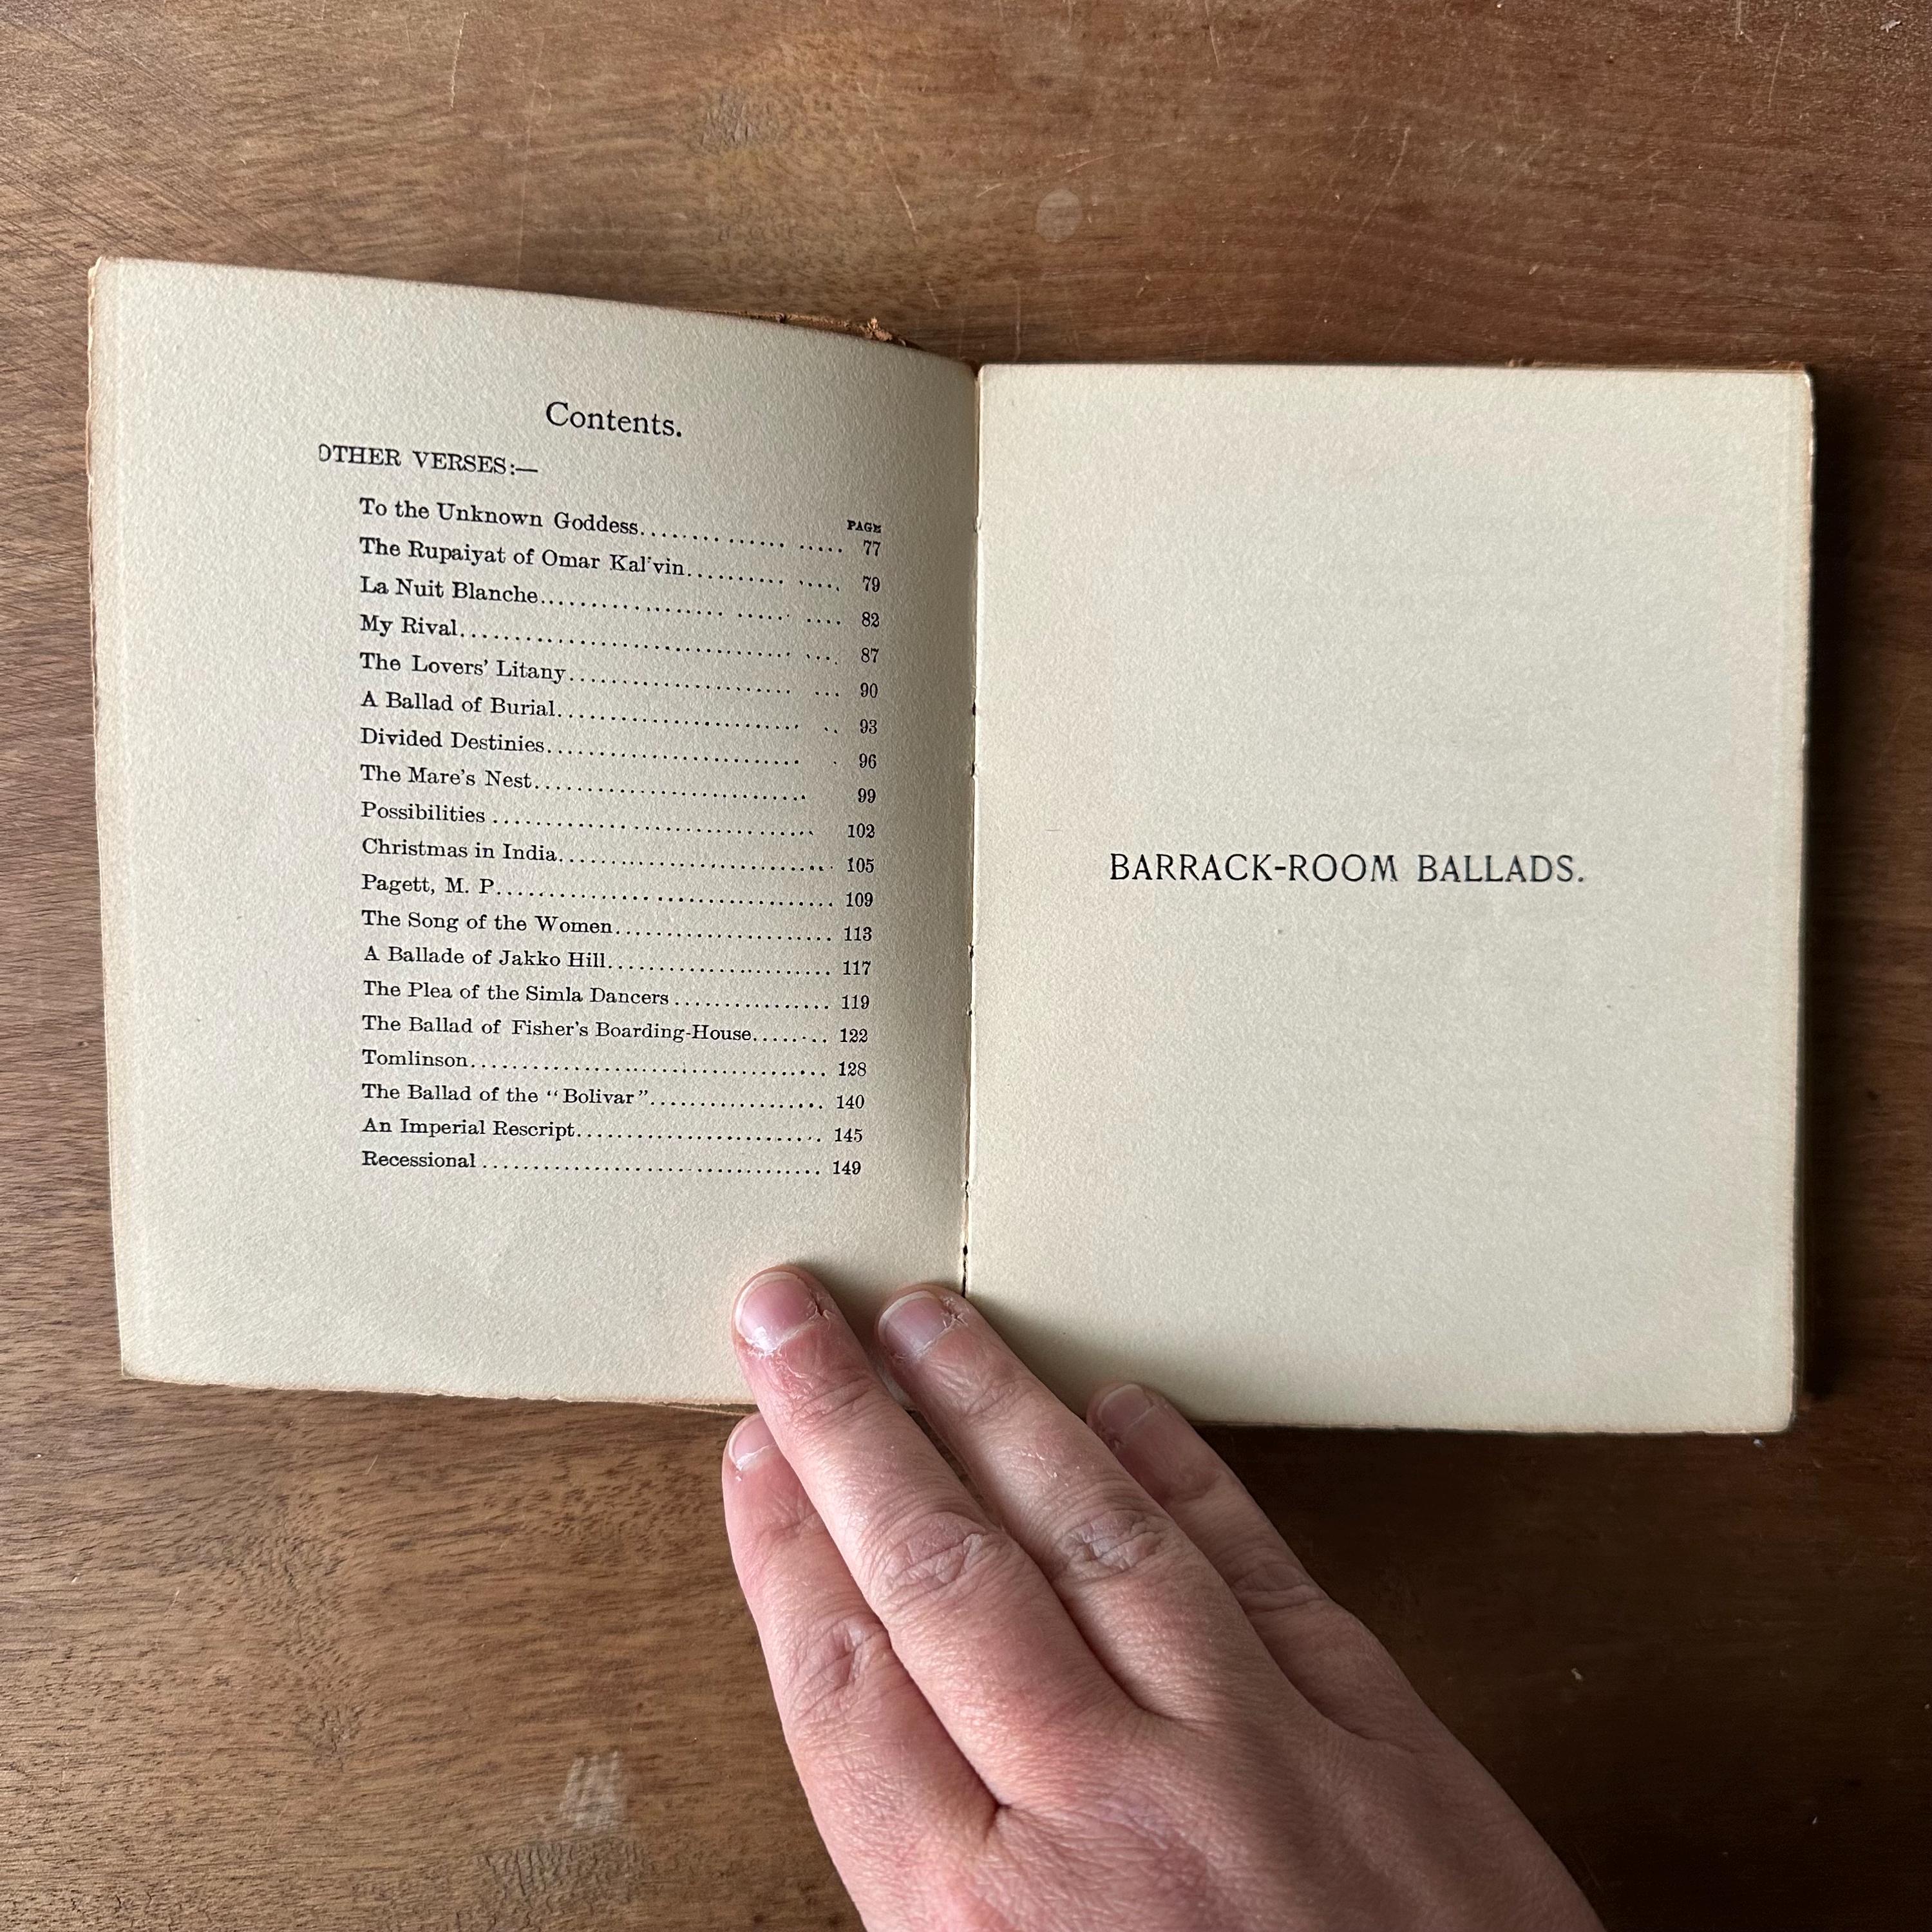 Contents.
OTHER VERSES:—
PAGE
To the Unknown Goddess..................... 77
The Rupaiyat of Omar Kal'vin............... 79
La Nuit Blanche............................ 82
My Rival................................... 87
The Lovers' Litany......................... 90
A Ballad of Burial......................... 93
Divided Destinies.......................... 96
The Mare's Nest............................ 99
Possibilities ............................. 102
Christmas in India......................... 105
Pagett, M. P............................... 109
The Song of the Women...................... 113
A Ballade of Jakko Hill.................... 117
The Plea of the Simla Dancers ............. 119
The Ballad of Fisher's Boarding-House...... 122
Tomlinson.................................. 128
The Ballad of the “Bolivar”................ 140
An Imperial Rescript....................... 145
Recessional ............................... 149
BARRACK-ROOM BALLADS.